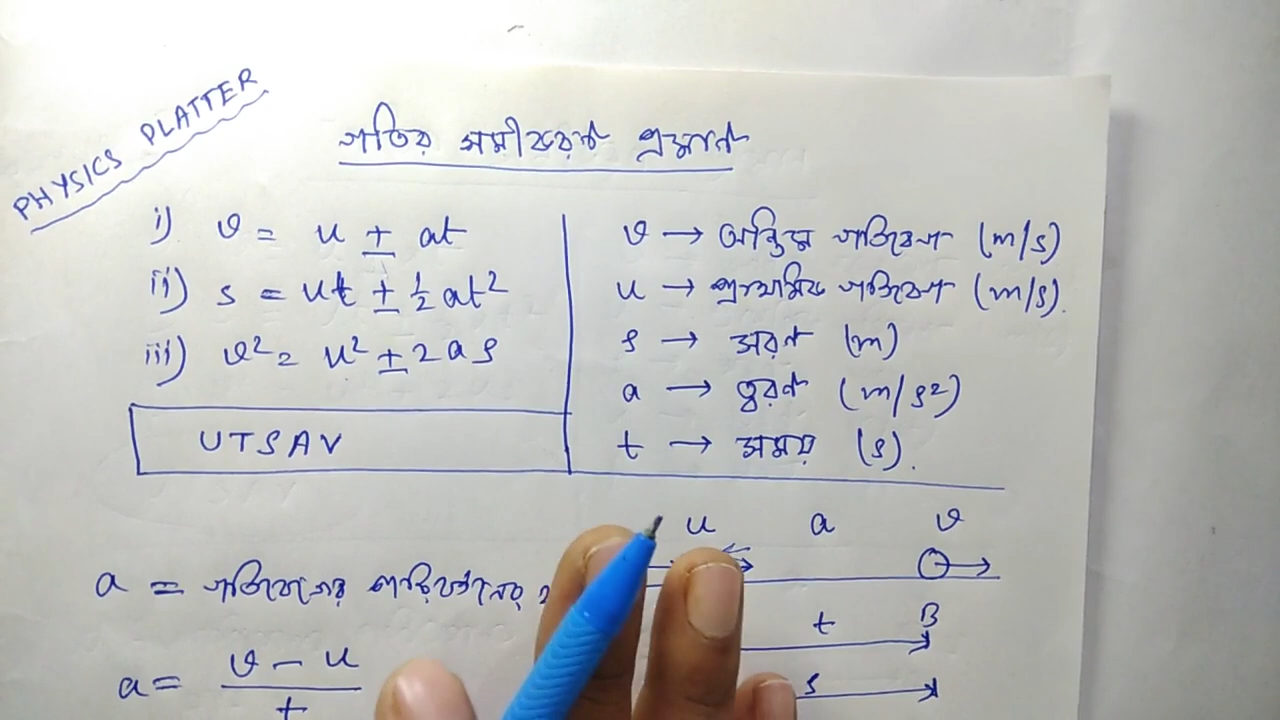 PHYSICS PLATTER
গতির সমীকরণ প্রমাণ
i) v = u ± at
ii) s = ut ± 1/2 at²
iii) v² = u² ± 2as
UTSAV
v → অন্তিম গতিবেগ (m/s)
u → প্রাথমিক গতিবেগ (m/s).
s → সরণ (m)
a → ত্বরণ (m/s²)
t → সময় (s).
u a v
a = গতিবেগের পরিবর্তনের
t B
a = v - u / t
s